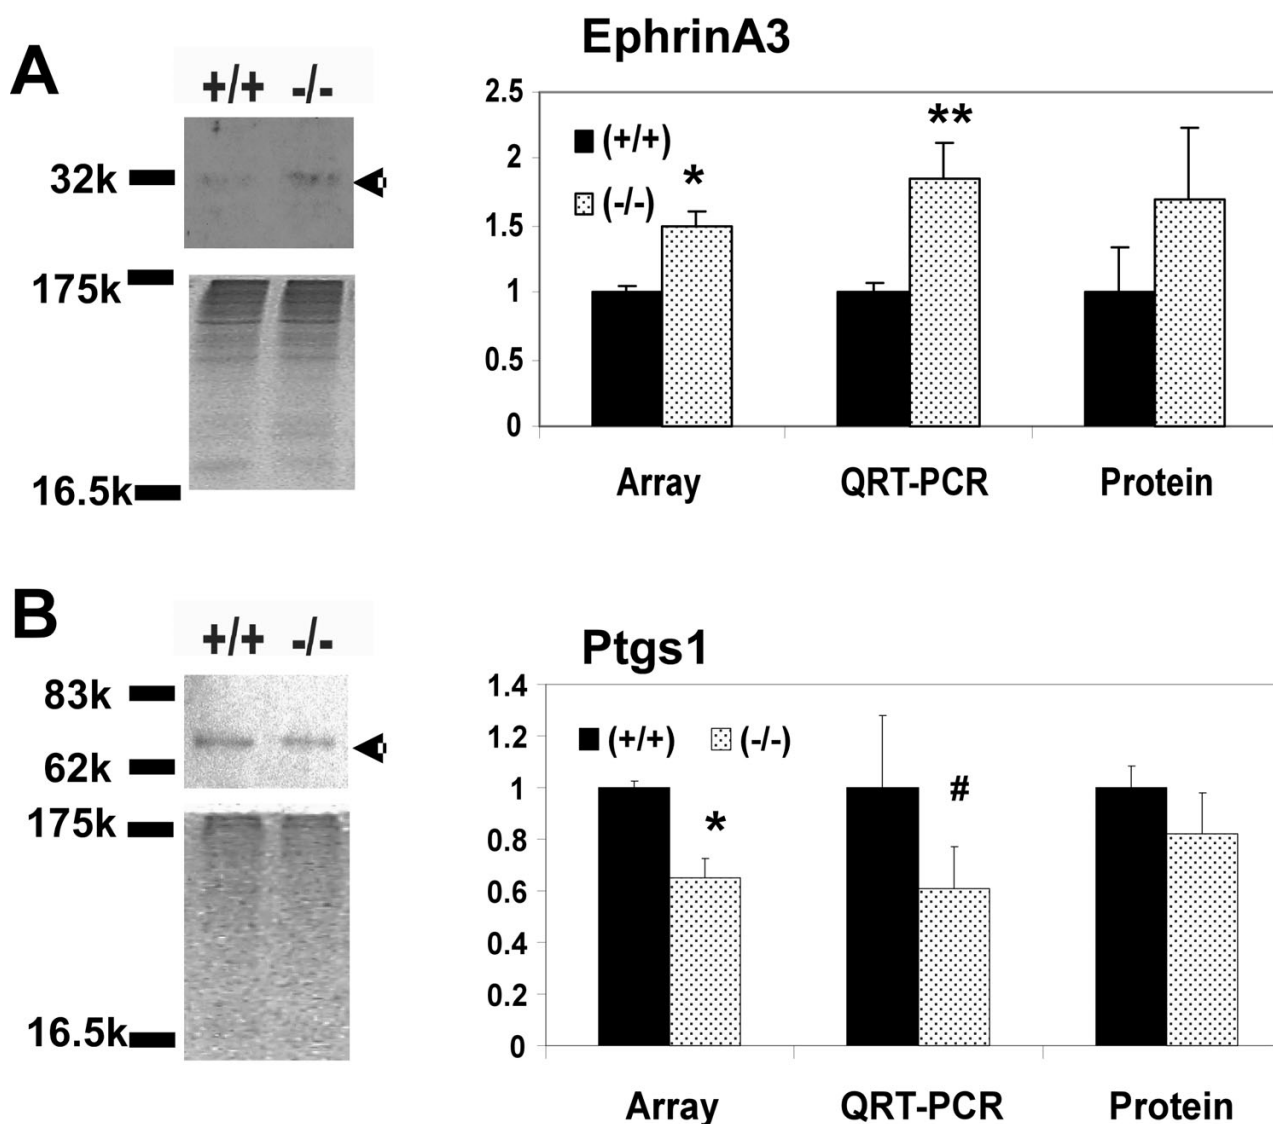 A
+/+ -/-
32k
175k
16.5k
EphrinA3
2.5
2
1.5
1
0.5
0
(+/+)
(-/-)
*
**
Array QRT-PCR Protein
B
+/+ -/-
83k
62k
175k
16.5k
Ptgs1
1.4
1.2
1
0.8
0.6
0.4
0.2
0
(+/+) (-/-)
*
#
Array QRT-PCR Protein